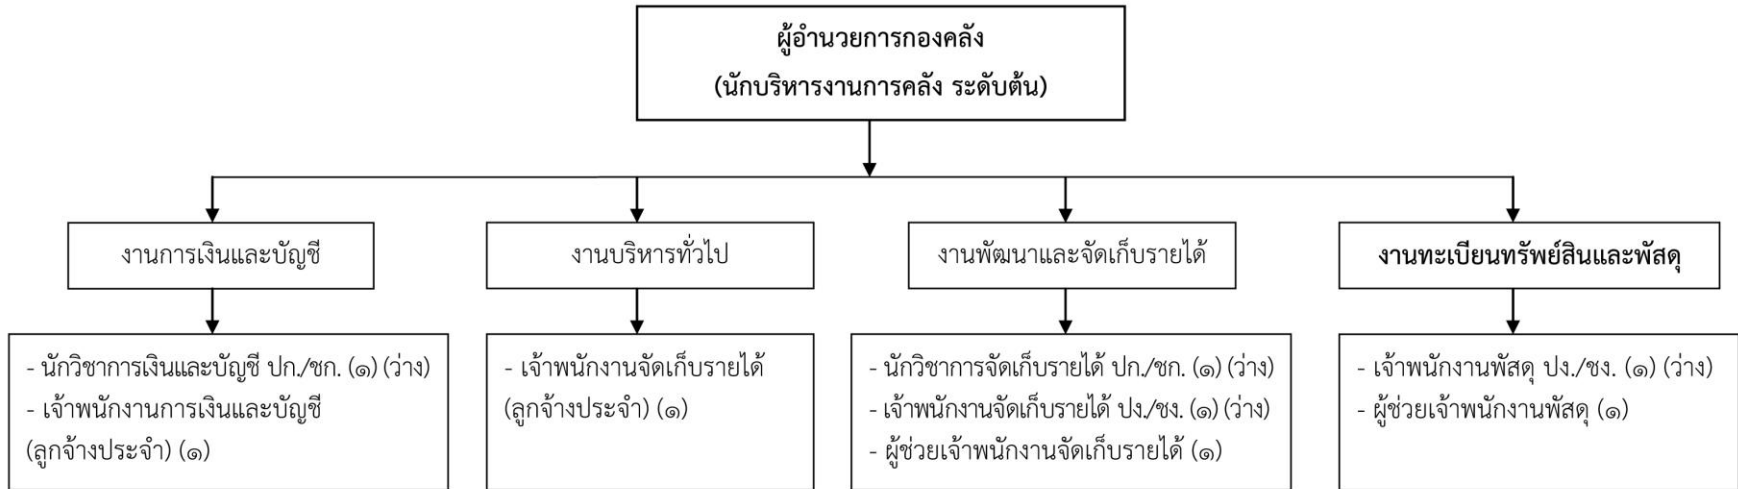 ผู้อำนวยการกองคลัง
(นักบริหารงานการคลัง ระดับต้น)
งานการเงินและบัญชี
งานบริหารทั่วไป
งานพัฒนาและจัดเก็บรายได้
งานทะเบียนทรัพย์สินและพัสดุ
- นักวิชาการเงินและบัญชี ปก./ชก. (๑) (ว่าง)
- เจ้าพนักงานการเงินและบัญชี
(ลูกจ้างประจำ) (๑)
- เจ้าพนักงานจัดเก็บรายได้
(ลูกจ้างประจำ) (๑)
- นักวิชาการจัดเก็บรายได้ ปก./ชก. (๑) (ว่าง)
- เจ้าพนักงานจัดเก็บรายได้ ปง./ชง. (๑) (ว่าง)
- ผู้ช่วยเจ้าพนักงานจัดเก็บรายได้ (๑)
- เจ้าพนักงานพัสดุ ปง./ชง. (๑) (ว่าง)
- ผู้ช่วยเจ้าพนักงานพัสดุ (๑)